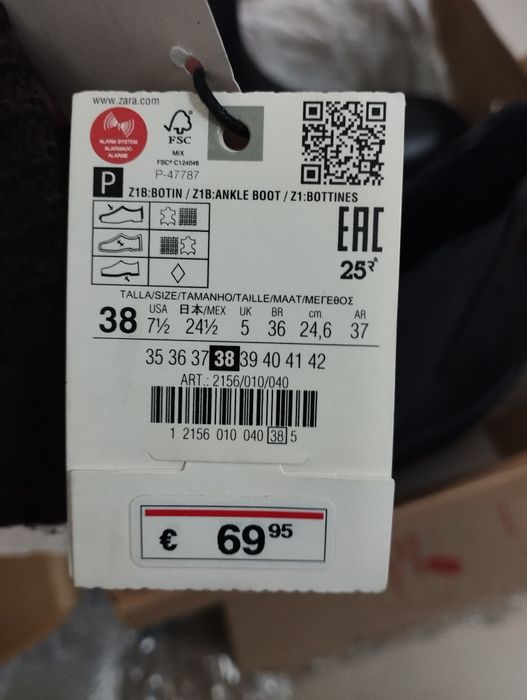 www.zara.com
ALARM SYSTEM
ALARMADO
ALARME
FSC
MIX
FSC® C124046
P-47787
P Z1B:BOTIN / Z1B:ANKLE BOOT / Z1:BOTTINES
EAC
25
TALLA/SIZE/TAMANHO/TAILLE/MAAT/ΜΕΓΕΘΟΣ
USA 日本/MEX UK BR cm. AR
38 7½ 24½ 5 36 24,6 37
35 36 37 38 39 40 41 42
ART.: 2156/010/040
1 2156 010 040 38 5
€ 69 95